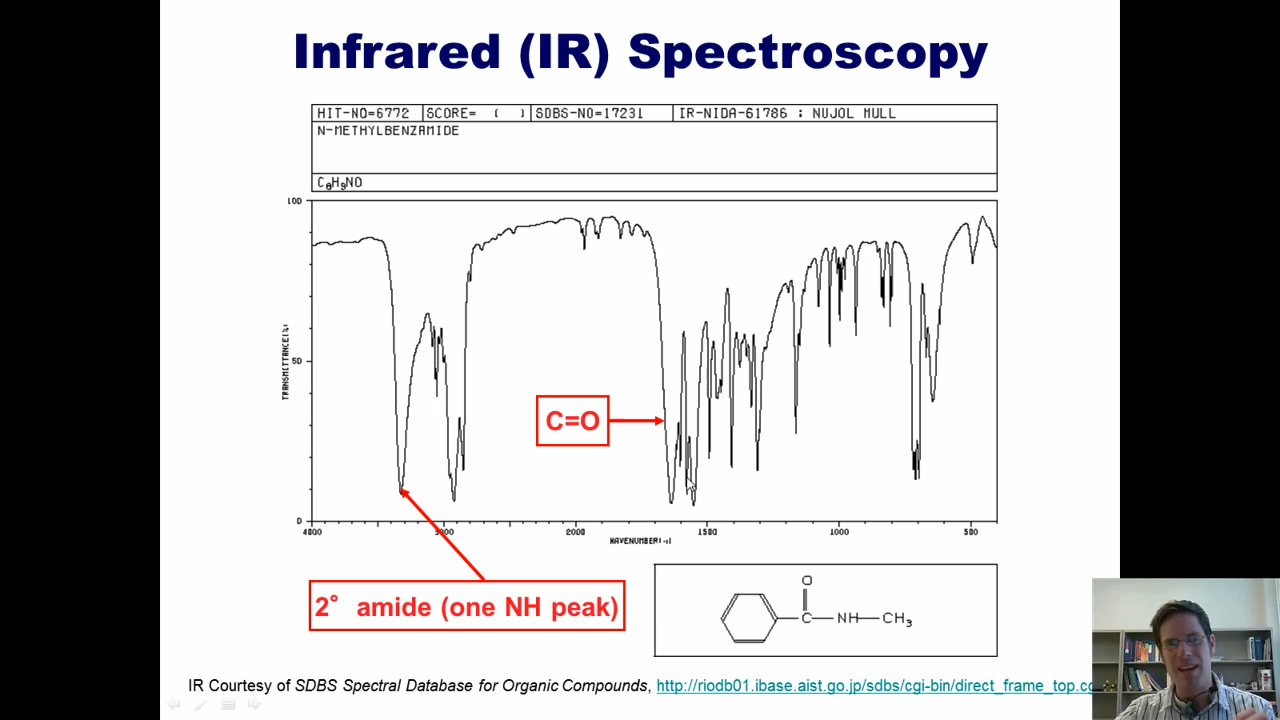 Infrared (IR) Spectroscopy
HIT-NO=6772 SCORE= ( ) SDBS-NO=17231 IR-NIDA-61786 : NUJOL MULL
N-METHYLBENZAMIDE
C8H9NO
100
TRANSMITTANCE(%)
50
0
C=O
4000 3000 2000 1500 1000 500
WAVENUMBER(-1)
2° amide (one NH peak)
O
C NH CH3
IR Courtesy of SDBS Spectral Database for Organic Compounds, http://riodb01.ibase.aist.go.jp/sdbs/cgi-bin/direct_frame_top.cg